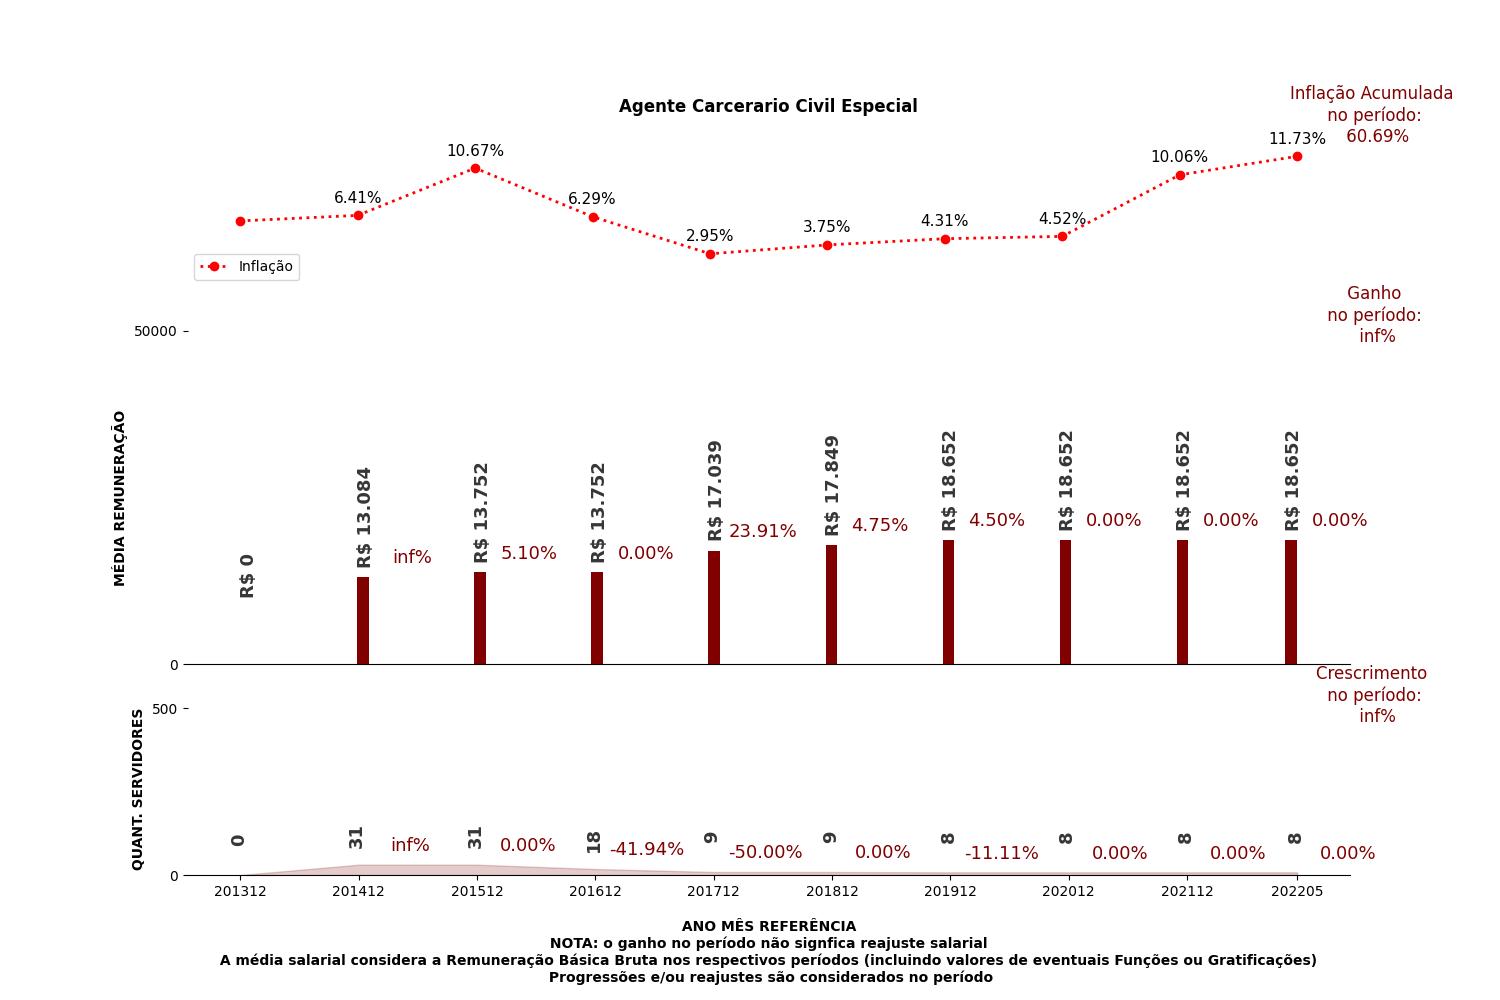 Agente Carcerario Civil Especial
Inflação Acumulada
no período:
60.69%
6.41%
10.67%
6.29%
2.95%
3.75%
4.31%
4.52%
10.06%
11.73%
Inflação
Ganho
no período:
inf%
50000
0
MÉDIA REMUNERAÇÃO
R$ 0
R$ 13.084
R$ 13.752
R$ 13.752
R$ 17.039
R$ 17.849
R$ 18.652
R$ 18.652
R$ 18.652
R$ 18.652
inf%
5.10%
0.00%
23.91%
4.75%
4.50%
0.00%
0.00%
0.00%
Crescrimento
no período:
inf%
500
0
QUANT. SERVIDORES
0
31
31
18
9
9
8
8
8
8
inf%
0.00%
-41.94%
-50.00%
0.00%
-11.11%
0.00%
0.00%
0.00%
201312
201412
201512
201612
201712
201812
201912
202012
202112
202205
ANO MÊS REFERÊNCIA
NOTA: o ganho no período não signfica reajuste salarial
A média salarial considera a Remuneração Básica Bruta nos respectivos períodos (incluindo valores de eventuais Funções ou Gratificações)
Progressões e/ou reajustes são considerados no período